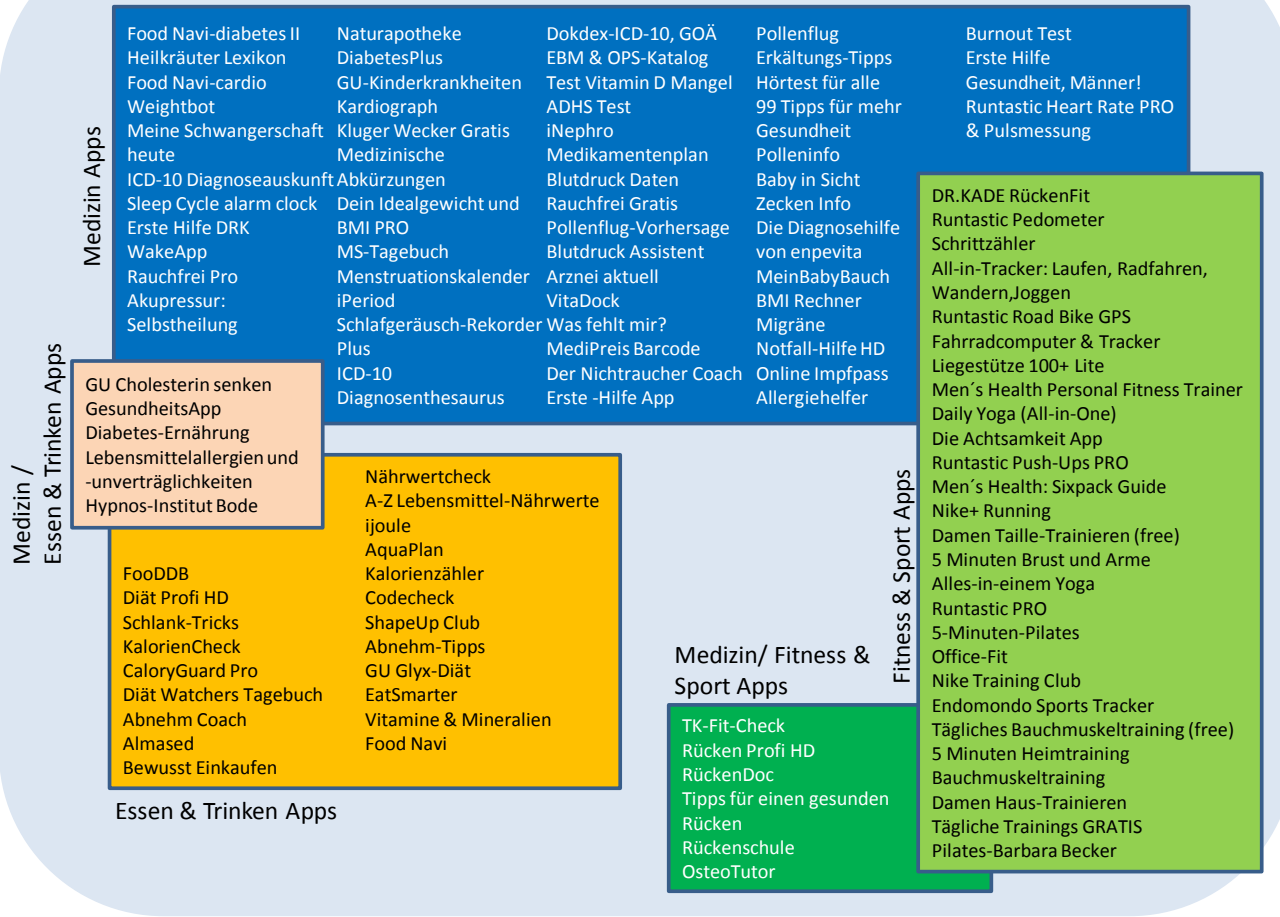 Medizin Apps
Food Navi-diabetes II
Heilkräuter Lexikon
Food Navi-cardio
Weightbot
Meine Schwangerschaft
heute
ICD-10 Diagnoseauskunft
Sleep Cycle alarm clock
Erste Hilfe DRK
WakeApp
Rauchfrei Pro
Akupressur:
Selbstheilung
Naturapotheke
DiabetesPlus
GU-Kinderkrankheiten
Kardiograph
Kluger Wecker Gratis
Medizinische
Abkürzungen
Dein Idealgewicht und
BMI PRO
MS-Tagebuch
Menstruationskalender
iPeriod
Schlafgeräusch-Rekorder
Plus
ICD-10
Diagnosenthesaurus
Dokdex-ICD-10, GOÄ
EBM & OPS-Katalog
Test Vitamin D Mangel
ADHS Test
iNephro
Medikamentenplan
Blutdruck Daten
Rauchfrei Gratis
Pollenflug-Vorhersage
Blutdruck Assistent
Arznei aktuell
VitaDock
Was fehlt mir?
MediPreis Barcode
Der Nichtraucher Coach
Erste -Hilfe App
Pollenflug
Erkältungs-Tipps
Hörtest für alle
99 Tipps für mehr
Gesundheit
Polleninfo
Baby in Sicht
Zecken Info
Die Diagnosehilfe
von enpevita
MeinBabyBauch
BMI Rechner
Migräne
Notfall-Hilfe HD
Online Impfpass
Allergiehelfer
Burnout Test
Erste Hilfe
Gesundheit, Männer!
Runtastic Heart Rate PRO
& Pulsmessung
Medizin /
Essen & Trinken Apps
GU Cholesterin senken
GesundheitsApp
Diabetes-Ernährung
Lebensmittelallergien und
-unverträglichkeiten
Hypnos-Institut Bode
FooDDB
Diät Profi HD
Schlank-Tricks
KalorienCheck
CaloryGuard Pro
Diät Watchers Tagebuch
Abnehm Coach
Almased
Bewusst Einkaufen
Nährwertcheck
A-Z Lebensmittel-Nährwerte
ijoule
AquaPlan
Kalorienzähler
Codecheck
ShapeUp Club
Abnehm-Tipps
GU Glyx-Diät
EatSmarter
Vitamine & Mineralien
Food Navi
Essen & Trinken Apps
Medizin/ Fitness &
Sport Apps
TK-Fit-Check
Rücken Profi HD
RückenDoc
Tipps für einen gesunden
Rücken
Rückenschule
OsteoTutor
Fitness & Sport Apps
DR.KADE RückenFit
Runtastic Pedometer
Schrittzähler
All-in-Tracker: Laufen, Radfahren,
Wandern,Joggen
Runtastic Road Bike GPS
Fahrradcomputer & Tracker
Liegestütze 100+ Lite
Men´s Health Personal Fitness Trainer
Daily Yoga (All-in-One)
Die Achtsamkeit App
Runtastic Push-Ups PRO
Men´s Health: Sixpack Guide
Nike+ Running
Damen Taille-Trainieren (free)
5 Minuten Brust und Arme
Alles-in-einem Yoga
Runtastic PRO
5-Minuten-Pilates
Office-Fit
Nike Training Club
Endomondo Sports Tracker
Tägliches Bauchmuskeltraining (free)
5 Minuten Heimtraining
Bauchmuskeltraining
Damen Haus-Trainieren
Tägliche Trainings GRATIS
Pilates-Barbara Becker